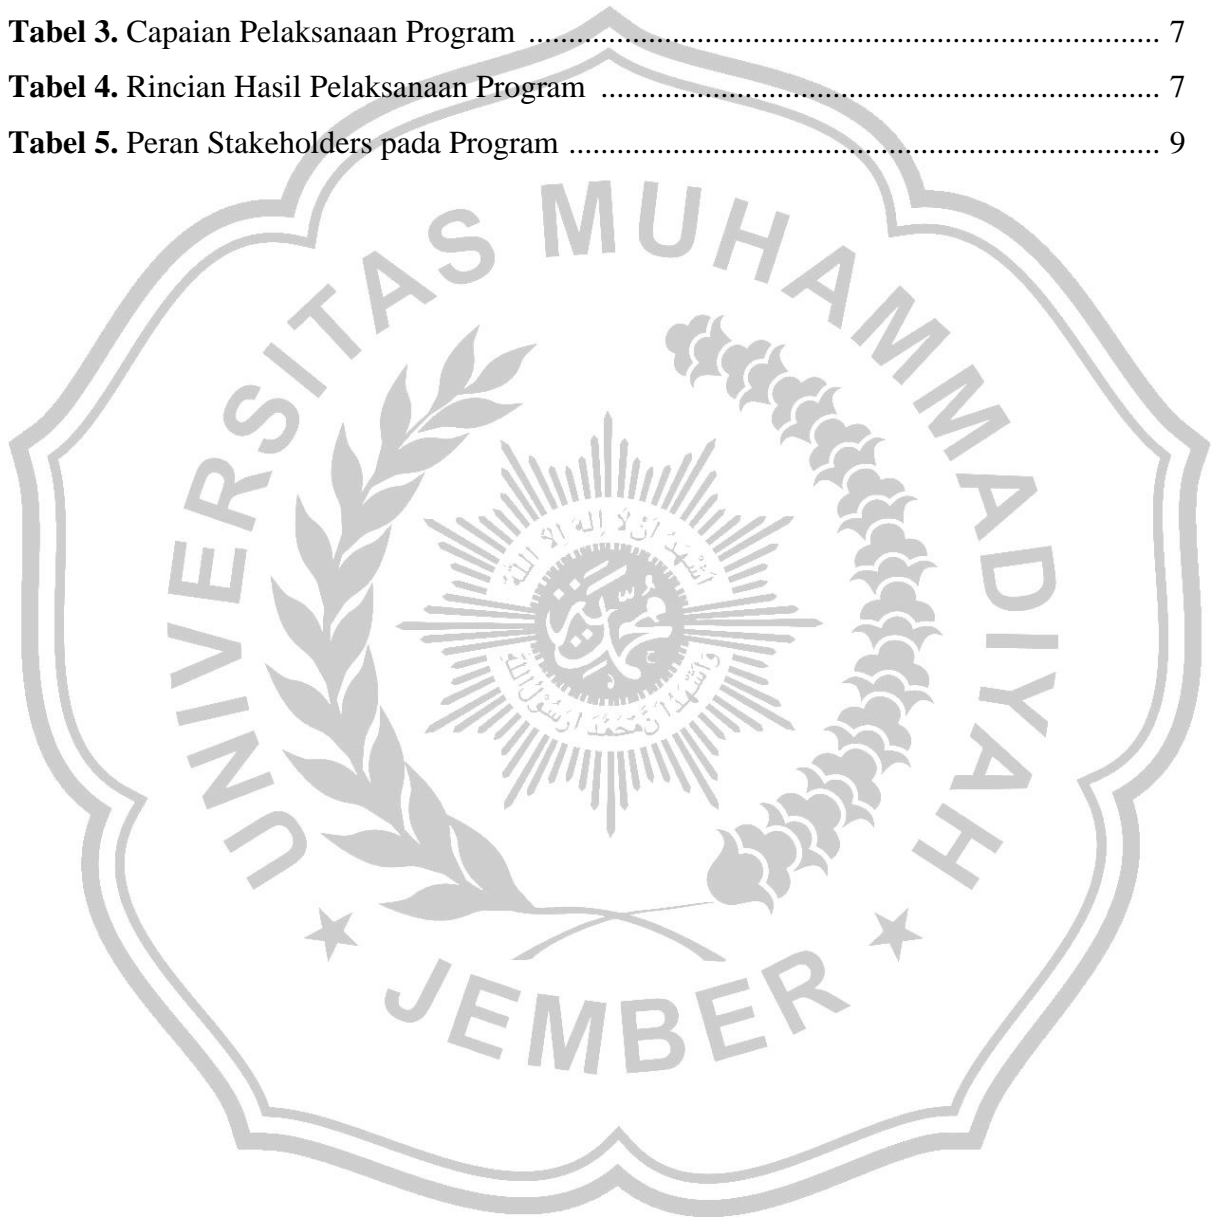 Tabel 3. Capaian Pelaksanaan Program ............................................................................... 7
Tabel 4. Rincian Hasil Pelaksanaan Program ...................................................................... 7
Tabel 5. Peran Stakeholders pada Program .......................................................................... 9
UNIVERSITAS MUHAMMADIYAH
JEMBER
محمد